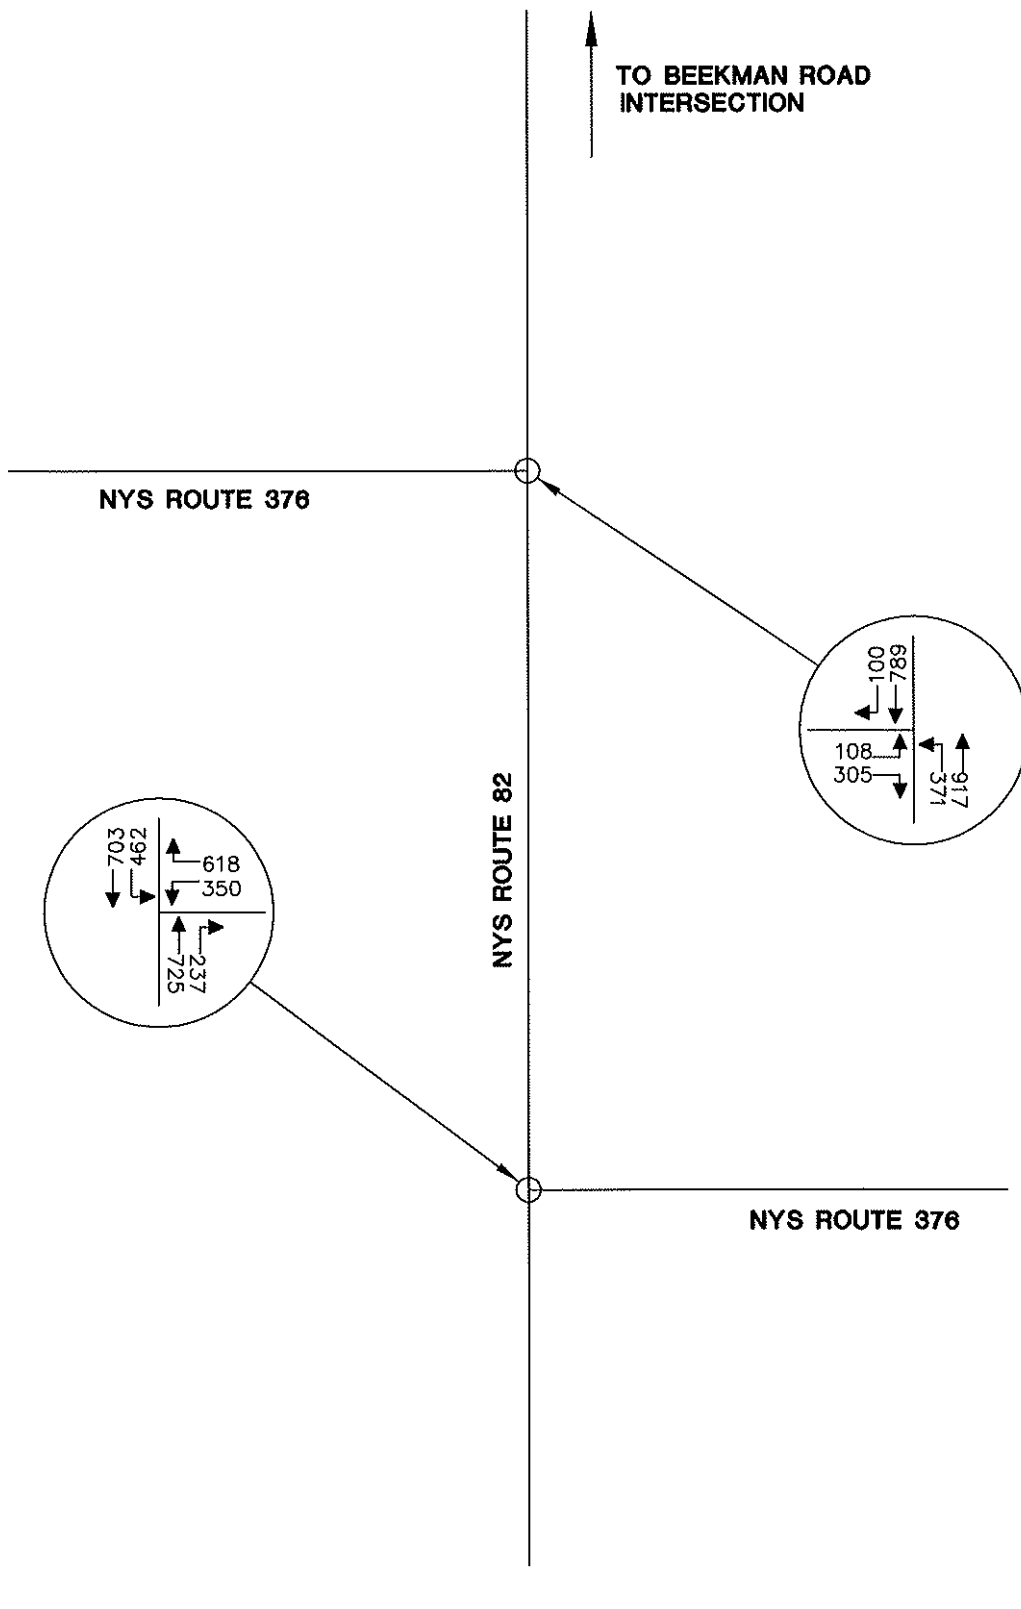 TO BEEKMAN ROAD
INTERSECTION
NYS ROUTE 376
100
789
108
305
371
917
NYS ROUTE 82
703
462
618
350
725
237
NYS ROUTE 376